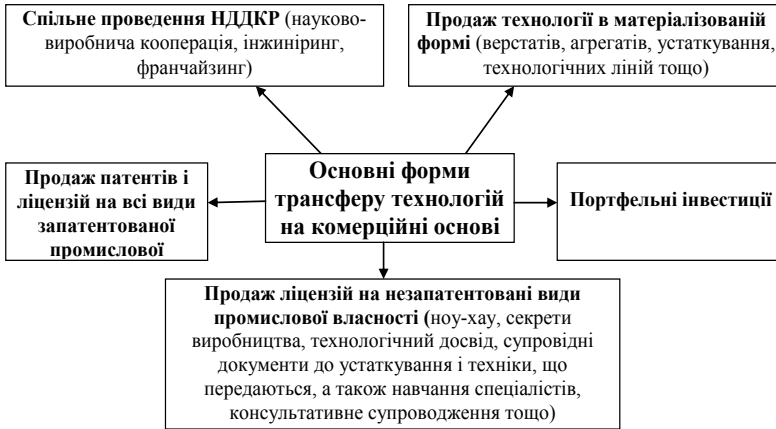 Спільне проведення НДДКР (науково-
виробнича кооперація, інжиніринг,
франчайзинг)
Продаж технології в матеріалізованій
формі (верстатів, агрегатів, устаткування,
технологічних ліній тощо)
Основні форми
трансферу технологій
на комерційні основі
Продаж патентів і
ліцензій на всі види
запатентованої
промислової
Портфельні інвестиції
Продаж ліцензій на незапатентовані види
промислової власності (ноу-хау, секрети
виробництва, технологічний досвід, супровідні
документи до устаткування і техніки, що
передаються, а також навчання спеціалістів,
консультативне супроводження тощо)